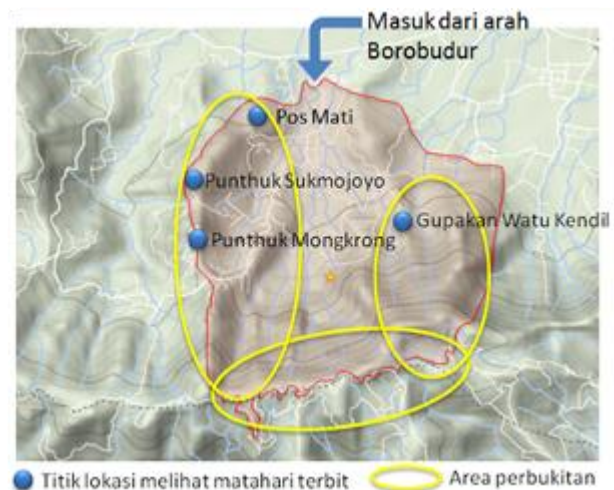 Masuk dari arah
Borobudur
Pos Mati
Punthuk Sukmojoyo
Gupakan Watu Kendil
Punthuk Mongkrong
Titik lokasi melihat matahari terbit
Area perbukitan